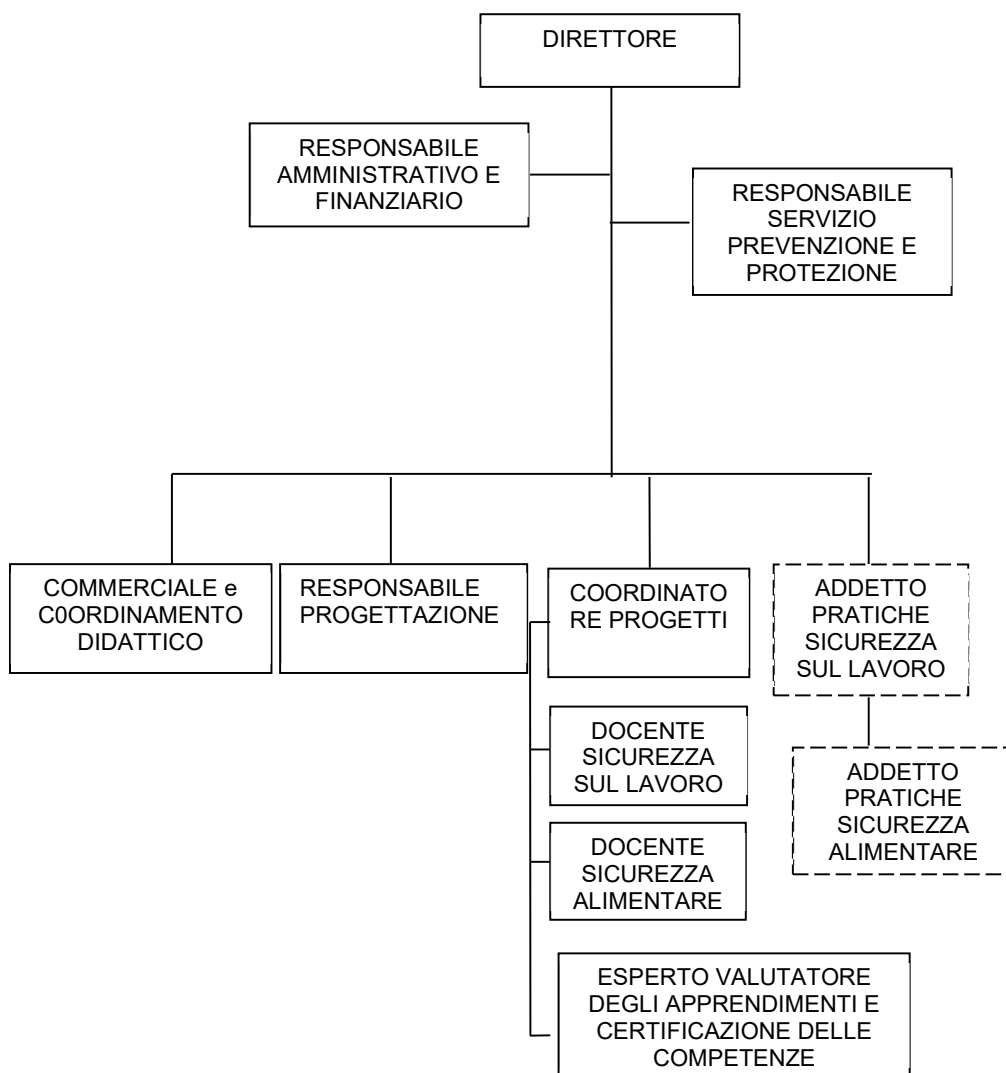 DIRETTORE
RESPONSABILE
AMMINISTRATIVO E
FINANZIARIO
RESPONSABILE
SERVIZIO
PREVENZIONE E
PROTEZIONE
COMMERCIALE e
C0ORDINAMENTO
DIDATTICO
RESPONSABILE
PROGETTAZIONE
COORDINATO
RE PROGETTI
ADDETTO
PRATICHE
SICUREZZA
SUL LAVORO
DOCENTE
SICUREZZA
SUL LAVORO
ADDETTO
PRATICHE
SICUREZZA
ALIMENTARE
DOCENTE
SICUREZZA
ALIMENTARE
ESPERTO VALUTATORE
DEGLI APPRENDIMENTI E
CERTIFICAZIONE DELLE
COMPETENZE